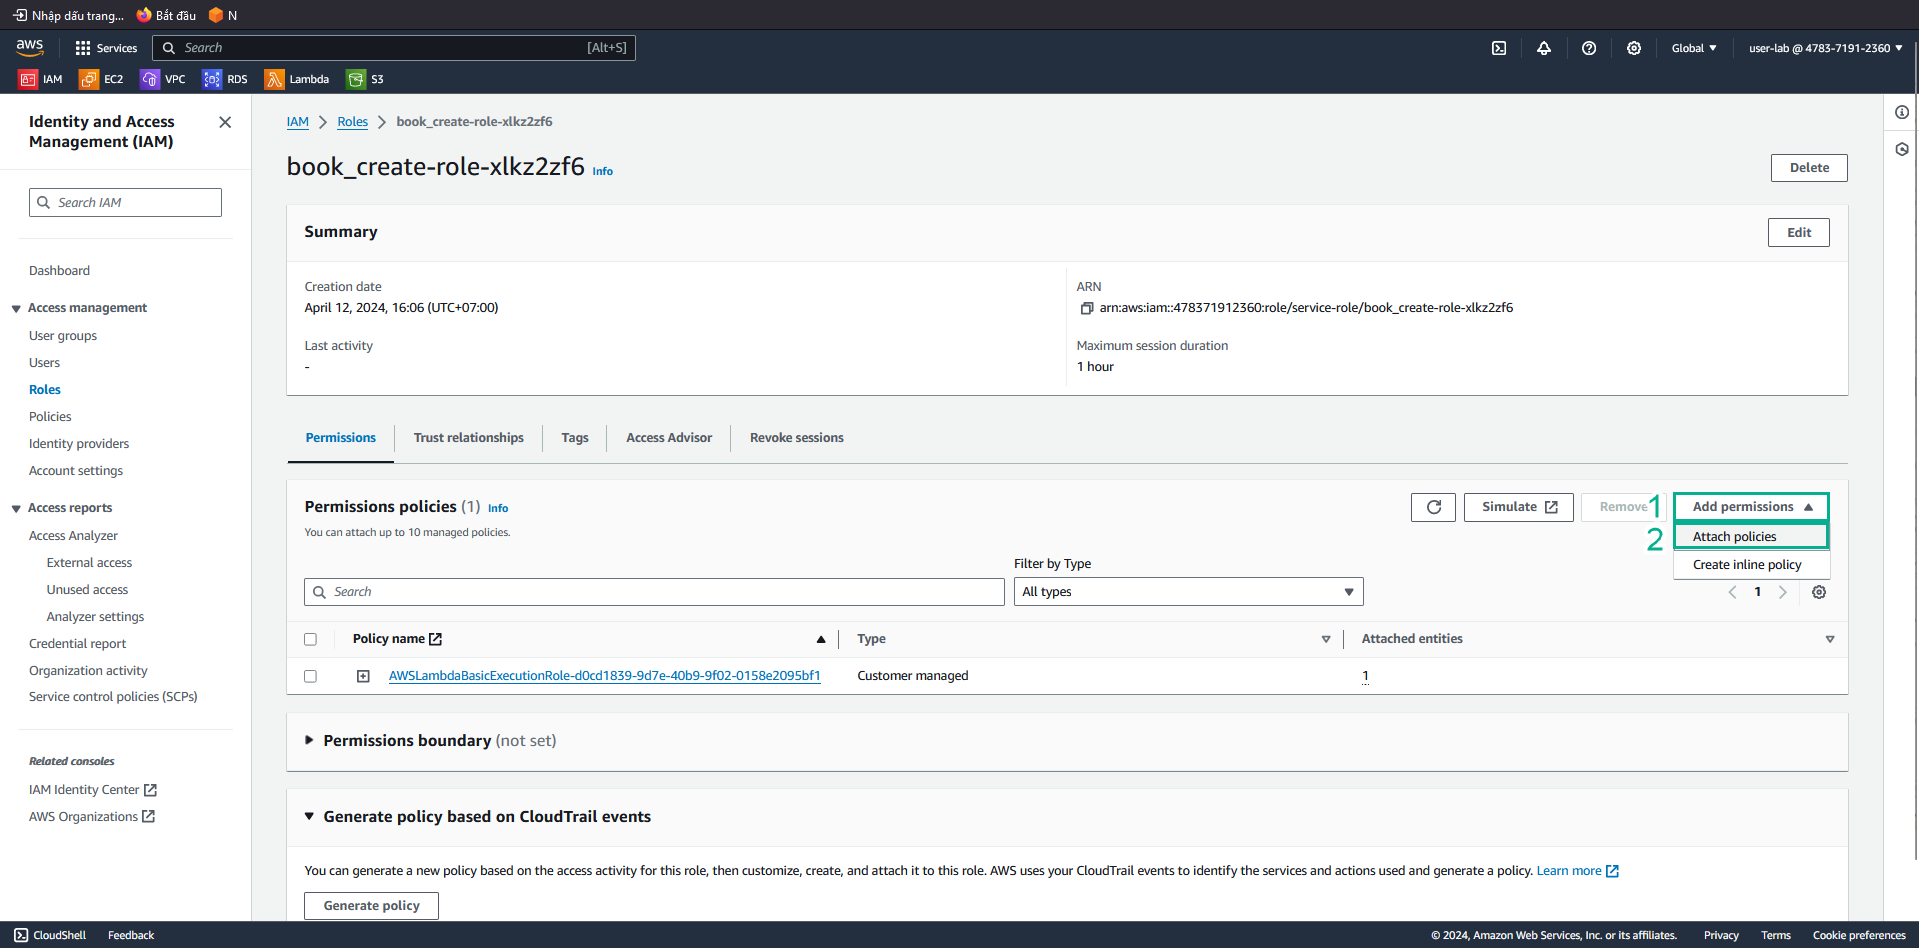 Nhập dấu trang... Bắt đầu N
aws Services Search [Alt+S] Global user-lab @ 4783-7191-2360
IAM EC2 VPC RDS Lambda S3
Identity and Access
Management (IAM)
Search IAM
Dashboard
Access management
User groups
Users
Roles
Policies
Identity providers
Account settings
Access reports
Access Analyzer
External access
Unused access
Analyzer settings
Credential report
Organization activity
Service control policies (SCPs)
Related consoles
IAM Identity Center
AWS Organizations
IAM Roles book_create-role-xlkz2zf6
book_create-role-xlkz2zf6 Info Delete
Summary Edit
Creation date
April 12, 2024, 16:06 (UTC+07:00)
ARN
arn:aws:iam::478371912360:role/service-role/book_create-role-xlkz2zf6
Last activity
-
Maximum session duration
1 hour
Permissions Trust relationships Tags Access Advisor Revoke sessions
Permissions policies (1) Info Simulate Remove 1 Add permissions
You can attach up to 10 managed policies. 2 Attach policies
Create inline policy
Filter by Type
Search All types 1
Policy name Type Attached entities
AWSLambdaBasicExecutionRole-d0cd1839-9d7e-40b9-9f02-0158e2095bf1 Customer managed 1
Permissions boundary (not set)
Generate policy based on CloudTrail events
You can generate a new policy based on the access activity for this role, then customize, create, and attach it to this role. AWS uses your CloudTrail events to identify the services and actions used and generate a policy. Learn more
Generate policy
CloudShell Feedback © 2024, Amazon Web Services, Inc. or its affiliates. Privacy Terms Cookie preferences